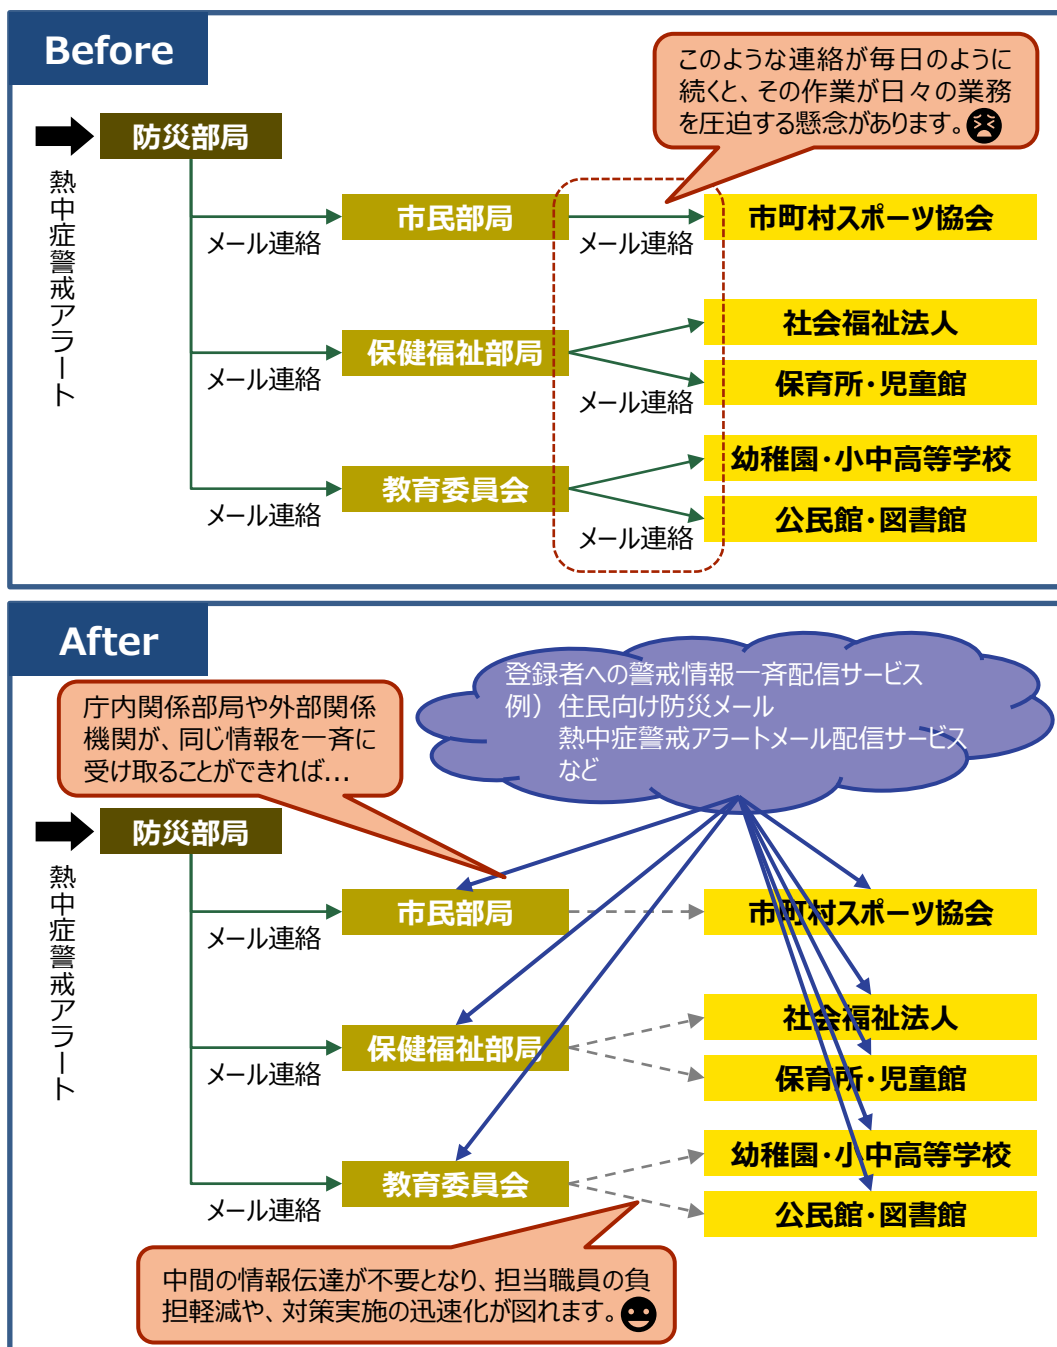 Before
このような連絡が毎日のように
続くと、その作業が日々の業務
を圧迫する懸念があります。
防災部局
熱中症警戒アラート
市民部局
メール連絡
メール連絡
市町村スポーツ協会
保健福祉部局
メール連絡
メール連絡
社会福祉法人
保育所・児童館
教育委員会
メール連絡
メール連絡
幼稚園・小中高等学校
公民館・図書館
After
登録者への警戒情報一斉配信サービス
例）住民向け防災メール
熱中症警戒アラートメール配信サービス
など
庁内関係部局や外部関係
機関が、同じ情報を一斉に
受け取ることができれば…
防災部局
熱中症警戒アラート
市民部局
メール連絡
市町村スポーツ協会
保健福祉部局
メール連絡
社会福祉法人
保育所・児童館
教育委員会
メール連絡
幼稚園・小中高等学校
公民館・図書館
中間の情報伝達が不要となり、担当職員の負
担軽減や、対策実施の迅速化が図れます。